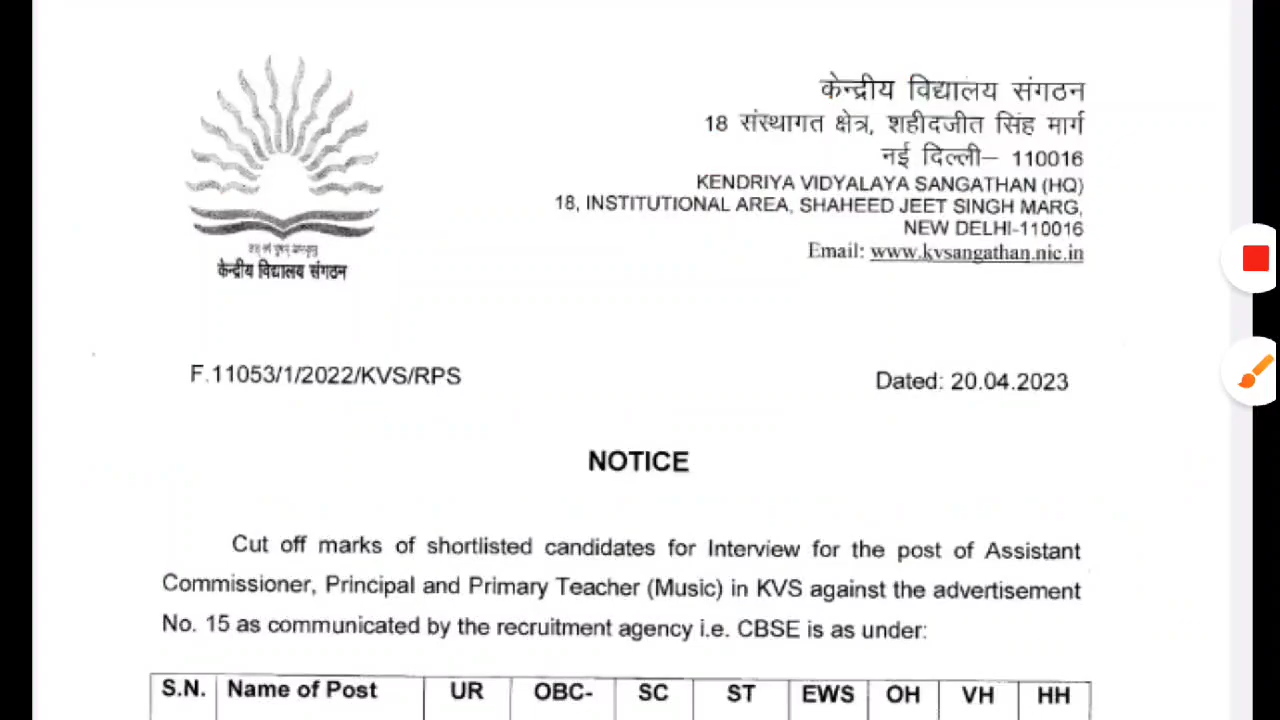 केन्द्रीय विद्यालय संगठन
18 संस्थागत क्षेत्र, शहीदजीत सिंह मार्ग
नई दिल्ली– 110016
KENDRIYA VIDYALAYA SANGATHAN (HQ)
18, INSTITUTIONAL AREA, SHAHEED JEET SINGH MARG,
NEW DELHI-110016
Email: www.kvsangathan.nic.in
केन्द्रीय विद्यालय संगठन
F.11053/1/2022/KVS/RPS
Dated: 20.04.2023
NOTICE
Cut off marks of shortlisted candidates for Interview for the post of Assistant
Commissioner, Principal and Primary Teacher (Music) in KVS against the advertisement
No. 15 as communicated by the recruitment agency i.e. CBSE is as under:
S.N. Name of Post UR OBC- SC ST EWS OH VH HH